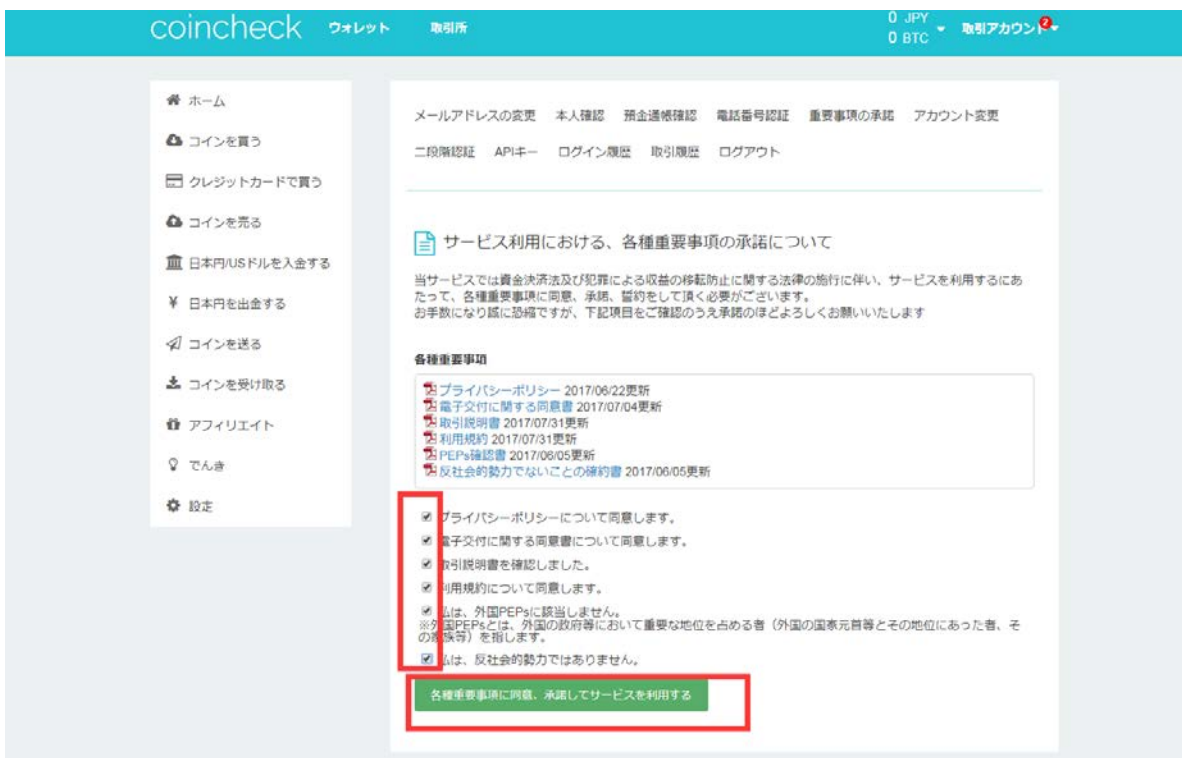 coincheck ウォレット 取引所
0 JPY
0 BTC
取引アカウント 2
ホーム
コインを買う
クレジットカードで買う
コインを売る
日本円/USドルを入金する
¥ 日本円を出金する
コインを送る
コインを受け取る
アフィリエイト
でんき
設定
メールアドレスの変更 本人確認 預金通帳確認 電話番号認証 重要事項の承諾 アカウント変更
二段階認証 APIキー ログイン履歴 取引履歴 ログアウト
サービス利用における、各種重要事項の承諾について
当サービスでは資金決済法及び犯罪による収益の移転防止に関する法律の施行に伴い、サービスを利用するにあ
たって、各種重要事項に同意、承諾、誓約をして頂く必要がございます。
お手数になり誠に恐縮ですが、下記項目をご確認のうえ承諾のほどよろしくお願いいたします
各種重要事項
プライバシーポリシー 2017/06/22更新
電子交付に関する同意書 2017/07/04更新
取引説明書 2017/07/31更新
利用規約 2017/07/31更新
PEPs確認書 2017/06/05更新
反社会的勢力でないことの確約書 2017/06/05更新
プライバシーポリシーについて同意します。
電子交付に関する同意書について同意します。
取引説明書を確認しました。
利用規約について同意します。
私は、外国PEPsに該当しません。
※外国PEPsとは、外国の政府等において重要な地位を占める者（外国の国家元首等とその地位にあった者、そ
の家族等）を指します。
私は、反社会的勢力ではありません。
各種重要事項に同意、承諾してサービスを利用する